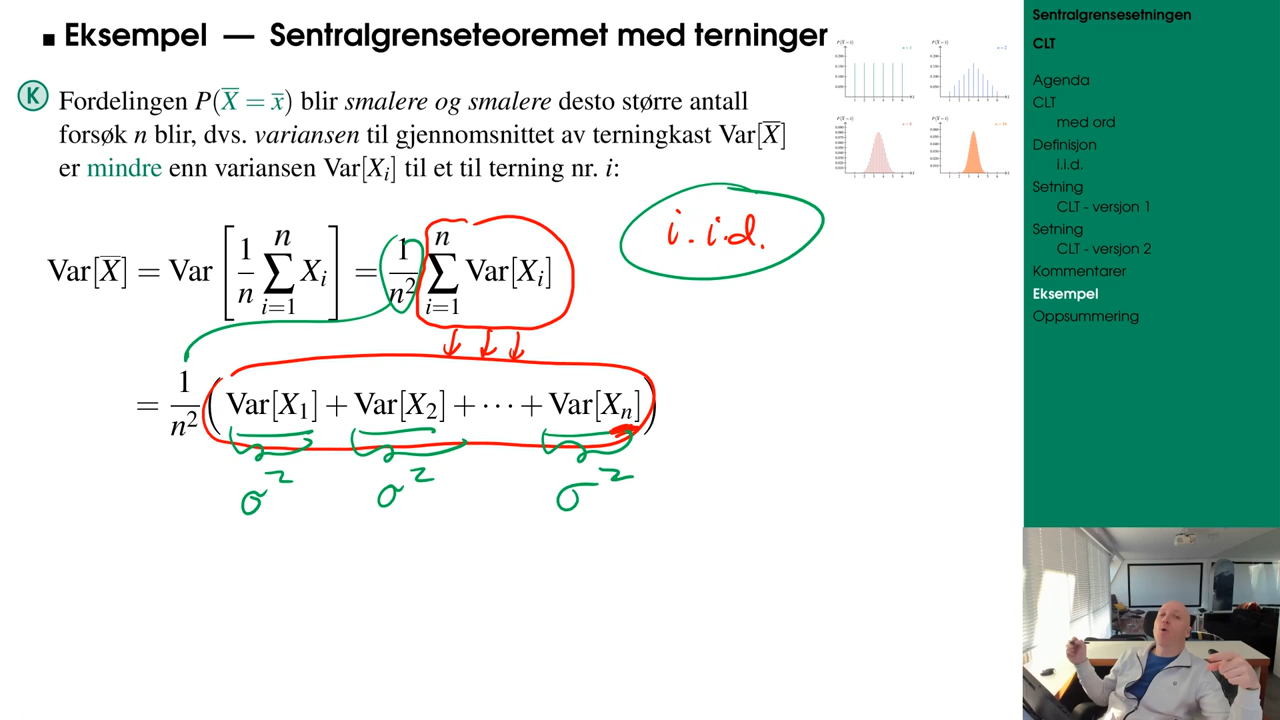 Eksempel — Sentralgrenseteoremet med terninger
K Fordelingen P(X̅ = x̅) blir smalere og smalere desto større antall
forsøk n blir, dvs. variansen til gjennomsnittet av terningkast Var[X̅]
er mindre enn variansen Var[Xᵢ] til et til terning nr. i:
i.i.d.
Var[X̅] = Var [ 1/n ∑ᵢ₌₁ⁿ Xᵢ ] = 1/n² ∑ᵢ₌₁ⁿ Var[Xᵢ]
= 1/n² ( Var[X₁] + Var[X₂] + ⋯ + Var[Xₙ] )
σ² σ² σ²
Sentralgrensesetningen
CLT
Agenda
CLT
med ord
Definisjon
i.i.d.
Setning
CLT - versjon 1
Setning
CLT - versjon 2
Kommentarer
Eksempel
Oppsummering